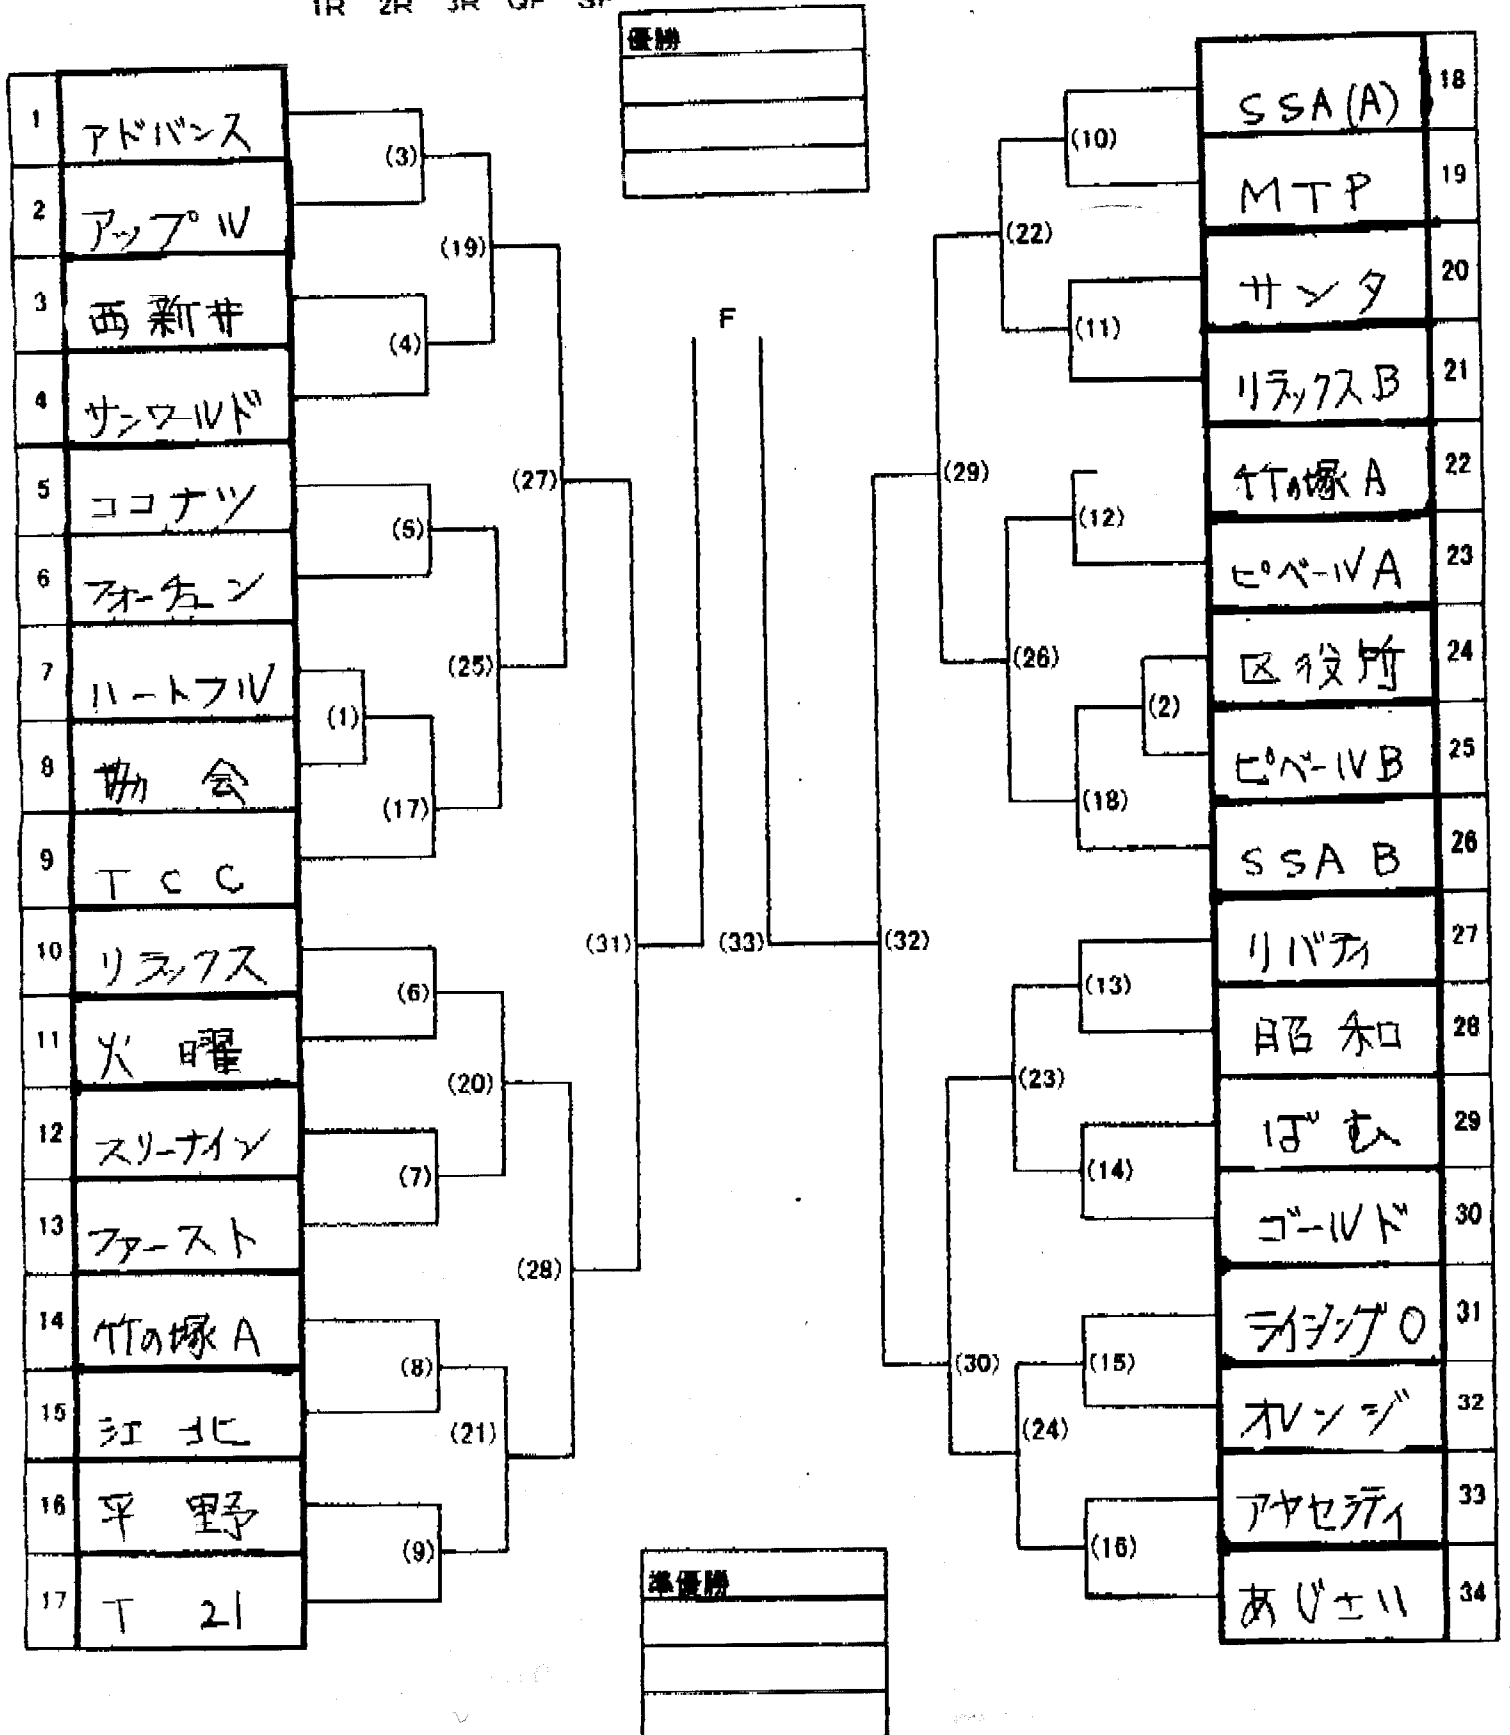 1R 2R 3R QF SF
優勝
1 アドバンス
2 アップル
3 西新井
4 サンワールド
5 ココナツ
6 フォーチューン
7 ハートフル
8 協会
9 TCC
10 リラックス
11 火曜
12 スリーナイン
13 ファースト
14 竹の塚A
15 江北
16 平野
17 T 21
(3)
(19)
(4)
(27)
(5)
(25)
(1)
(17)
(31)
(6)
(20)
(7)
(28)
(8)
(21)
(9)
F
(33)
(10)
(22)
(11)
(29)
(12)
(26)
(2)
(18)
(32)
(13)
(23)
(14)
(30)
(15)
(24)
(16)
SSA(A) 18
MTP 19
サンタ 20
リラックスB 21
竹の塚A 22
ピペールA 23
区役所 24
ピペールB 25
SSA B 26
リバティ 27
昭和 28
ばむ 29
ゴールド 30
ライジングO 31
オレンジ 32
アヤセシティ 33
あじさい 34
準優勝